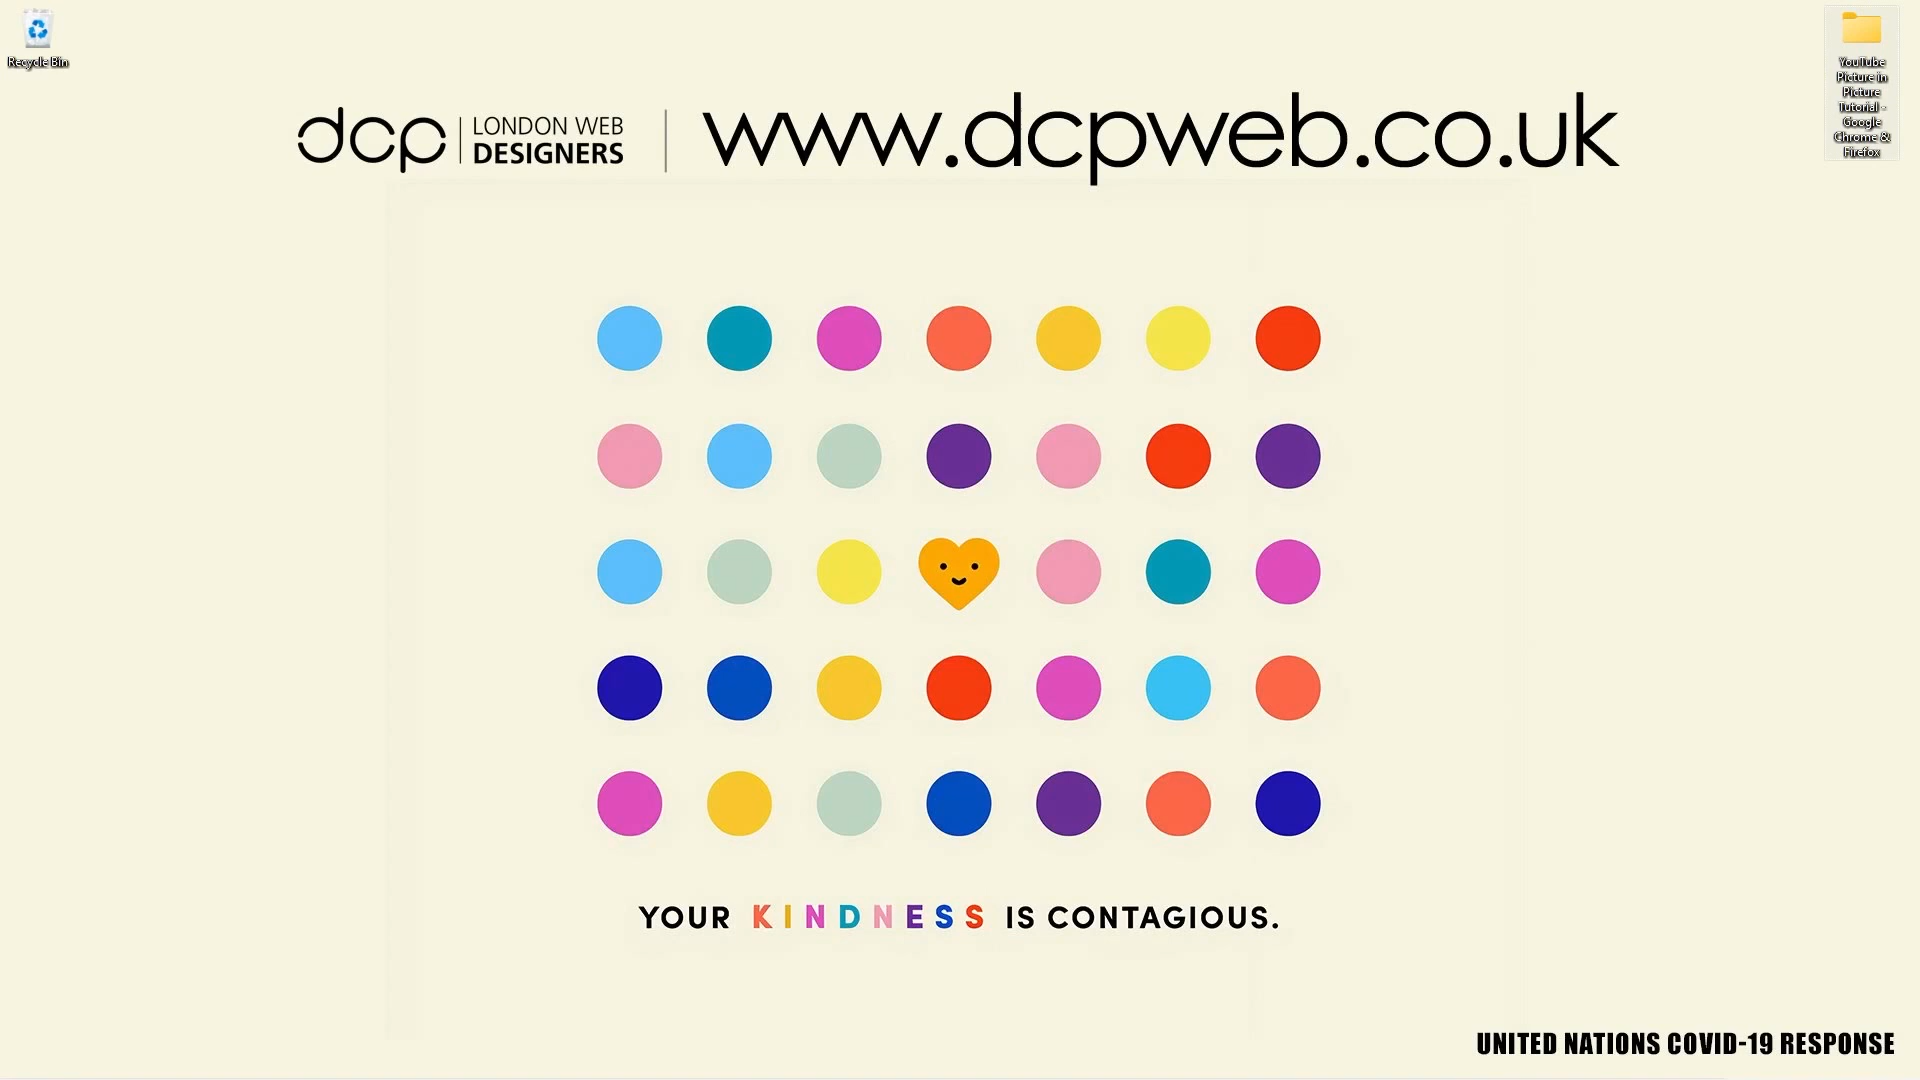 Recycle Bin
YouTube
Picture in
Picture
Tutorial -
Google
Chrome &
Firefox
dcp
LONDON WEB
DESIGNERS
www.dcpweb.co.uk
YOUR KINDNESS IS CONTAGIOUS.
UNITED NATIONS COVID-19 RESPONSE